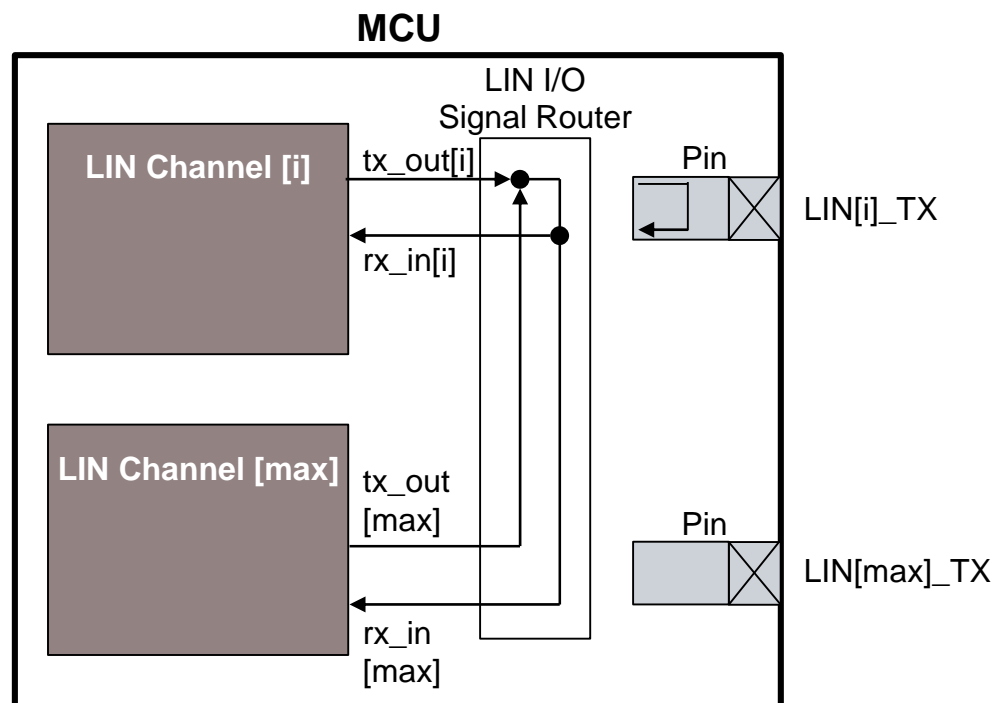 MCU
LIN I/O
Signal Router
LIN Channel [i]
tx_out[i]
rx_in[i]
Pin
LIN[i]_TX
LIN Channel [max]
tx_out
[max]
rx_in
[max]
Pin
LIN[max]_TX